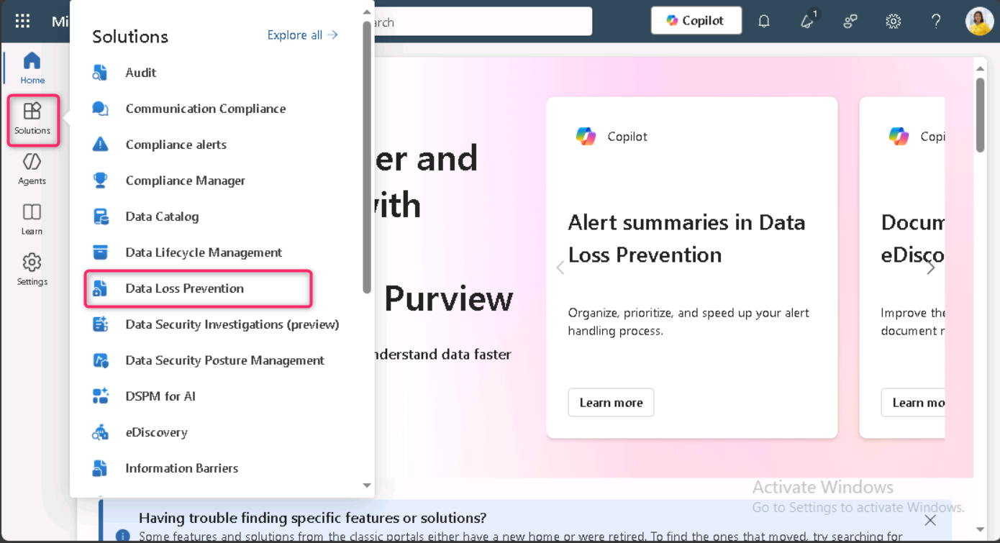 Mi
arch
Copilot
1
?
Home
Solutions
Agents
Learn
Settings
Solutions
Explore all →
Audit
Communication Compliance
Compliance alerts
Compliance Manager
Data Catalog
Data Lifecycle Management
Data Loss Prevention
Data Security Investigations (preview)
Data Security Posture Management
DSPM for AI
eDiscovery
Information Barriers
er and
with
Purview
nderstand data faster
Copilot
Alert summaries in Data
Loss Prevention
Organize, prioritize, and speed up your alert
handling process.
Learn more
Copi
Docum
eDisco
Improve the
document r
Learn mo
Activate Windows
Go to Settings to activate Windows.
Having trouble finding specific features or solutions?
Some features and solutions from the classic portals either have a new home or were retired. To find the ones that moved, try searching for